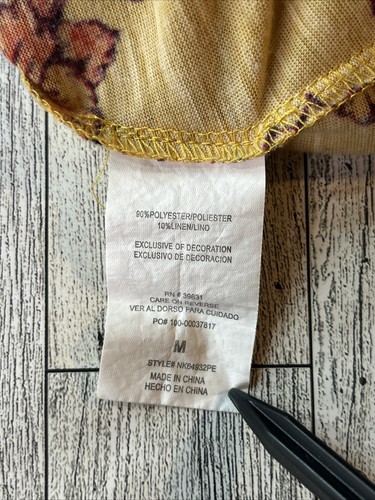 90%POLYESTER/POLIESTER
10%LINEN/LINO
EXCLUSIVE OF DECORATION
EXCLUSIVO DE DECORACION
RN # 39831
CARE ON REVERSE
VER AL DORSO PARA CUIDADO
PO# 100-00037817
M
STYLE# NK64932PE
MADE IN CHINA
HECHO EN CHINA